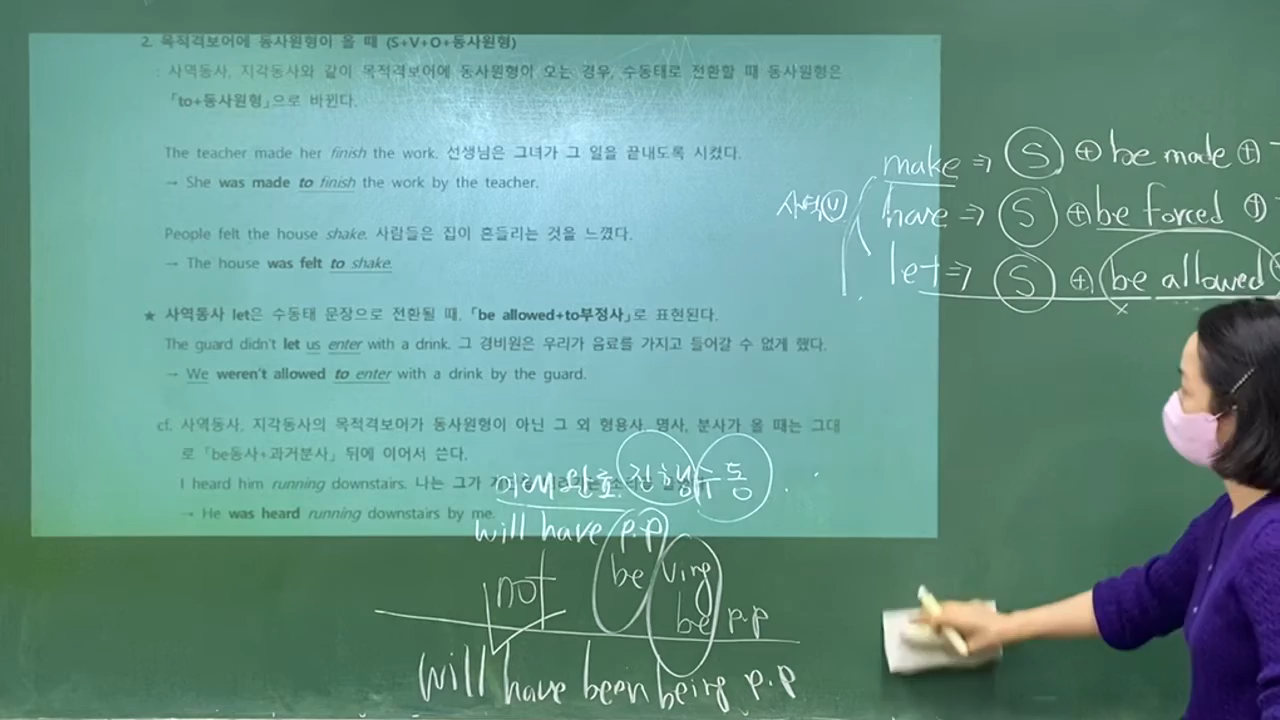 2. 목적격보어에 동사원형이 올 때 (S+V+O+동사원형)
: 사역동사, 지각동사와 같이 목적격보어에 동사원형이 오는 경우, 수동태로 전환할 때 동사원형은
「to+동사원형」으로 바뀐다.
The teacher made her finish the work. 선생님은 그녀가 그 일을 끝내도록 시켰다.
→ She was made to finish the work by the teacher.
People felt the house shake. 사람들은 집이 흔들리는 것을 느꼈다.
→ The house was felt to shake.
★ 사역동사 let은 수동태 문장으로 전환될 때, 「be allowed+to부정사」로 표현된다.
The guard didn't let us enter with a drink. 그 경비원은 우리가 음료를 가지고 들어갈 수 없게 했다.
→ We weren't allowed to enter with a drink by the guard.
cf. 사역동사, 지각동사의 목적격보어가 동사원형이 아닌 그 외 형용사, 명사, 분사가 올 때는 그대
로 「be동사+과거분사」 뒤에 이어서 쓴다.
I heard him running downstairs. 나는 그가
→ He was heard running downstairs by me.
사역 V
make ⇒ S + be made +
have ⇒ S + be forced +
let ⇒ S + be allowed
미래완료 진행 수동
will have p.p
not be ving
be p.p
will have been being p.p